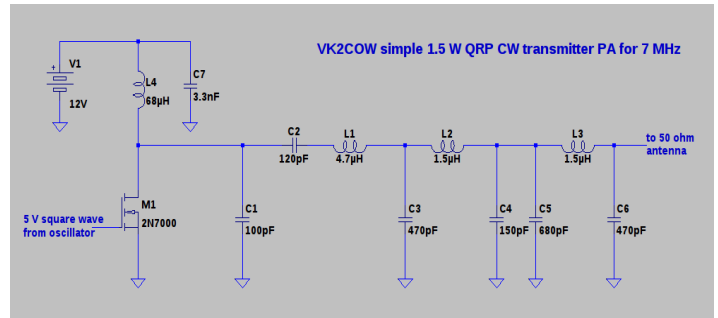 VK2COW simple 1.5 W QRP CW transmitter PA for 7 MHz
+
V1
12V
L4
68µH
C7
3.3nF
C2
120pF
L1
4.7µH
L2
1.5µH
L3
1.5µH
to 50 ohm
antenna
5 V square wave
from oscillator
M1
2N7000
C1
100pF
C3
470pF
C4
150pF
C5
680pF
C6
470pF